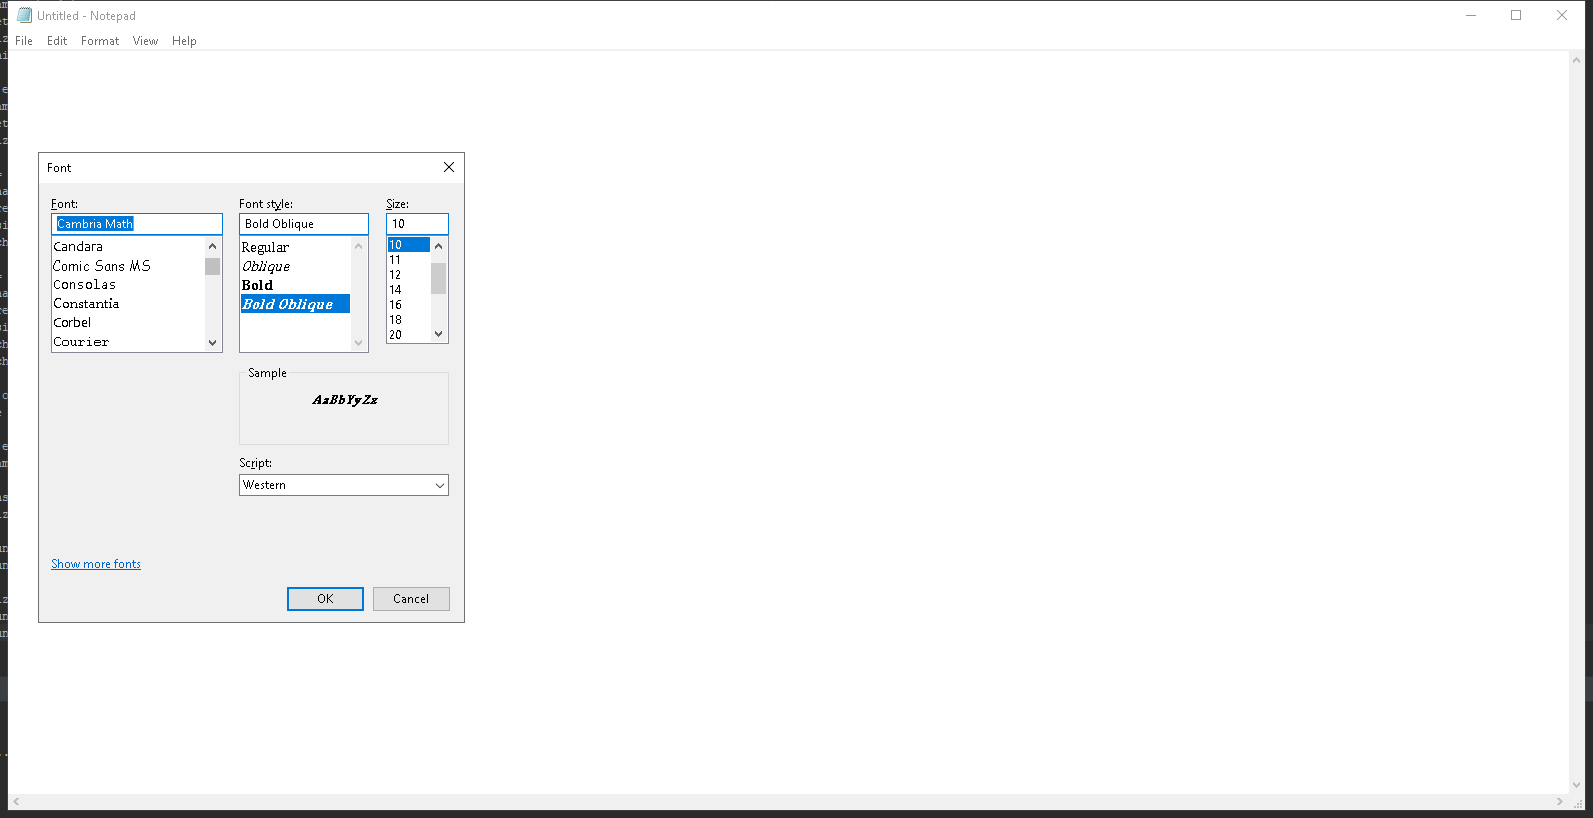 Untitled - Notepad
File Edit Format View Help
Font
Font: Font style: Size:
Cambria Math Bold Oblique 10
Candara Regular 10
Comic Sans MS Oblique 11
Consolas Bold 12
Constantia Bold Oblique 14
Corbel 16
Courier 18
20
Sample
AaBbYyZz
Script:
Western
Show more fonts
OK Cancel